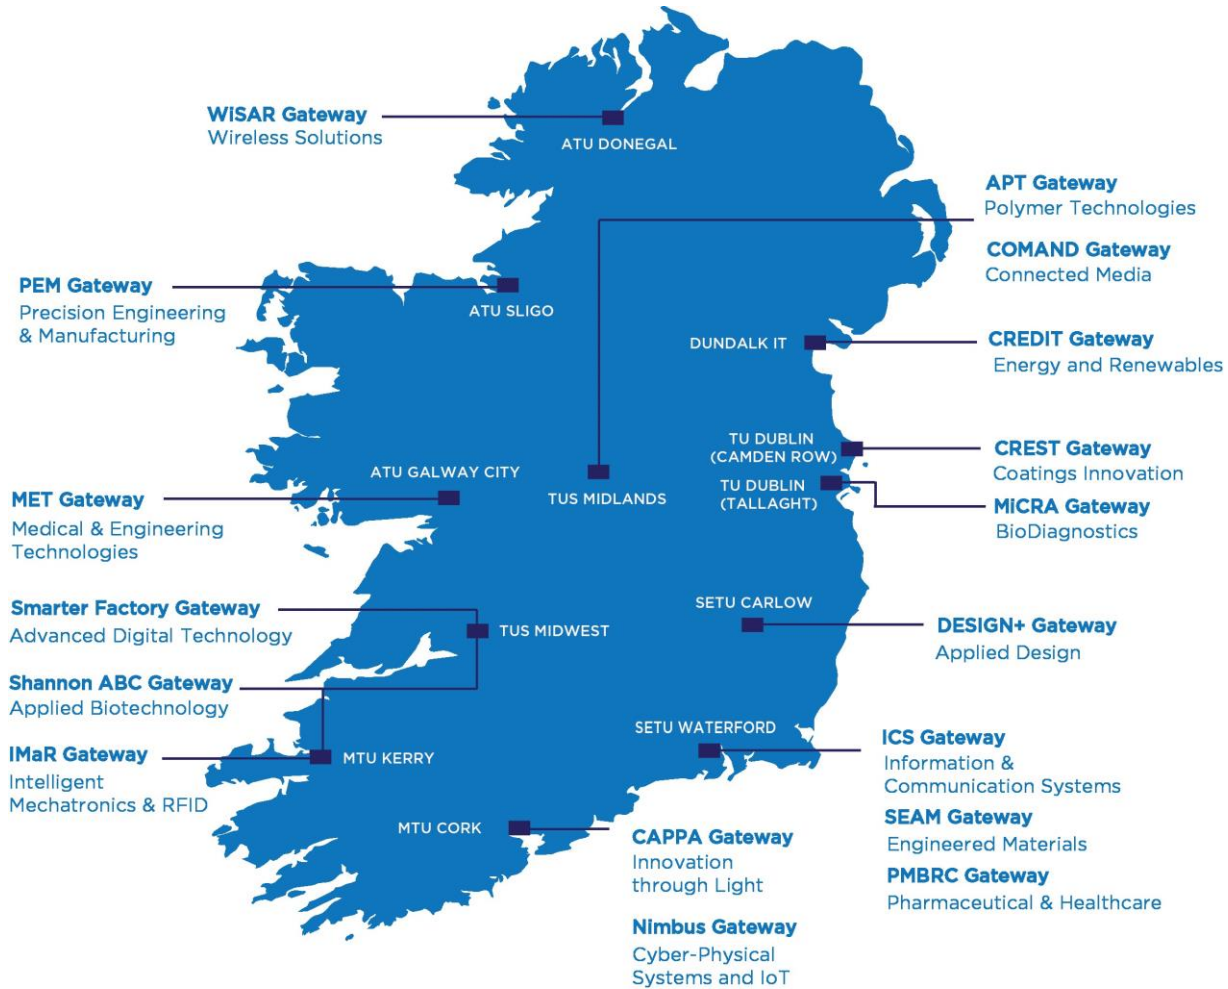 WiSAR Gateway
Wireless Solutions
ATU DONEGAL
APT Gateway
Polymer Technologies
COMAND Gateway
Connected Media
PEM Gateway
Precision Engineering
& Manufacturing
ATU SLIGO
DUNDALK IT
CREDIT Gateway
Energy and Renewables
TU DUBLIN
(CAMDEN ROW)
CREST Gateway
Coatings Innovation
ATU GALWAY CITY
TUS MIDLANDS
TU DUBLIN
(TALLAGHT)
MiCRA Gateway
BioDiagnostics
MET Gateway
Medical & Engineering
Technologies
Smarter Factory Gateway
Advanced Digital Technology
TUS MIDWEST
SETU CARLOW
DESIGN+ Gateway
Applied Design
Shannon ABC Gateway
Applied Biotechnology
IMaR Gateway
Intelligent
Mechatronics & RFID
MTU KERRY
SETU WATERFORD
ICS Gateway
Information &
Communication Systems
SEAM Gateway
Engineered Materials
PMBRC Gateway
Pharmaceutical & Healthcare
MTU CORK
CAPPA Gateway
Innovation
through Light
Nimbus Gateway
Cyber-Physical
Systems and IoT